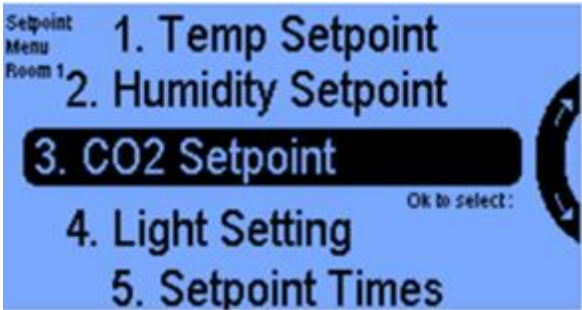 Setpoint
Menu
Room 1
1. Temp Setpoint
2. Humidity Setpoint
3. CO2 Setpoint
Ok to select:
4. Light Setting
5. Setpoint Times